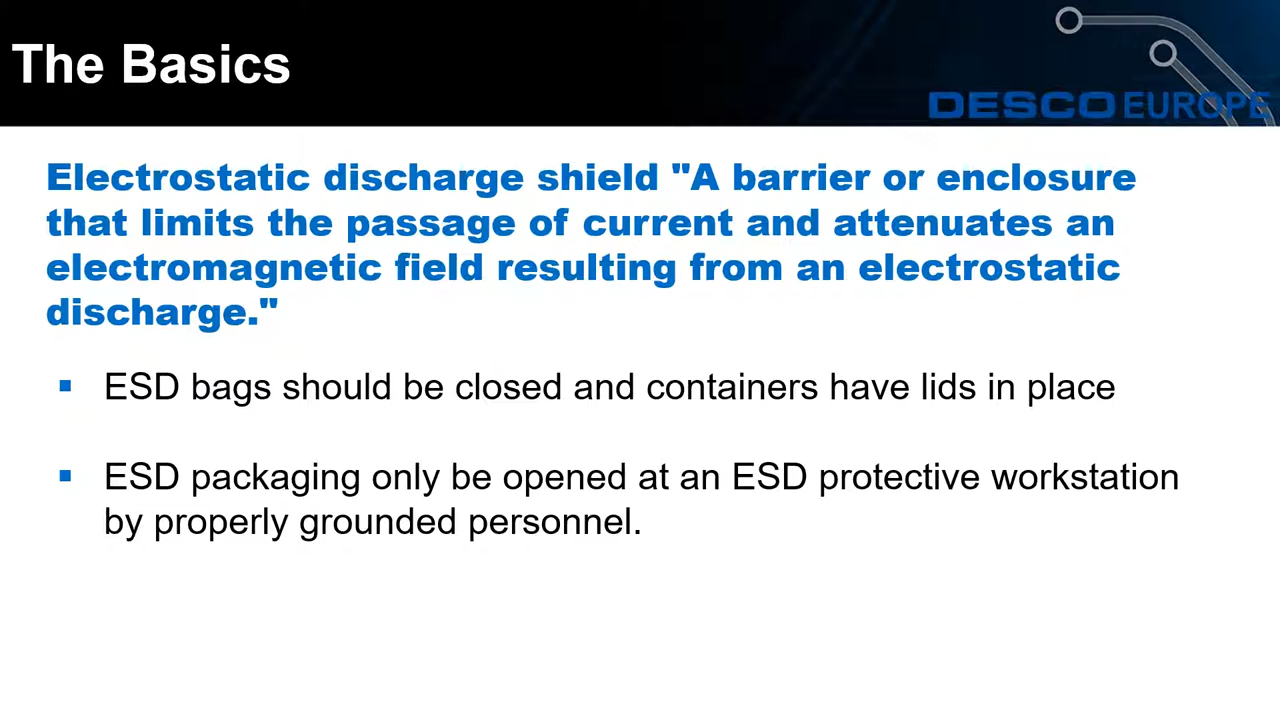 The Basics
DESCO EUROPE
Electrostatic discharge shield "A barrier or enclosure
that limits the passage of current and attenuates an
electromagnetic field resulting from an electrostatic
discharge."
▪ ESD bags should be closed and containers have lids in place
▪ ESD packaging only be opened at an ESD protective workstation
by properly grounded personnel.